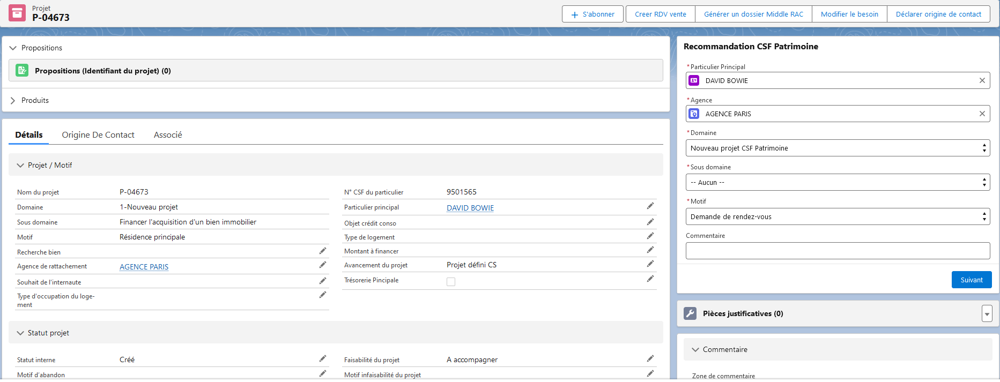 Projet
P-04673
S'abonner
Creer RDV vente
Générer un dossier Middle RAC
Modifier le besoin
Déclarer origine de contact
Propositions
Propositions (Identifiant du projet) (0)
Produits
Détails
Origine De Contact
Associé
Projet / Motif
Nom du projet
P-04673
Domaine
1-Nouveau projet
Sous domaine
Financer l'acquisition d'un bien immobilier
Motif
Résidence principale
Recherche bien
Agence de rattachement
AGENCE PARIS
Souhait de l'internaute
Type d'occupation du loge-
ment
N° CSF du particulier
9501565
Particulier principal
DAVID BOWIE
Objet crédit conso
Type de logement
Montant à financer
Avancement du projet
Projet défini CS
Trésorerie Pincipale
Statut projet
Statut interne
Créé
Motif d'abandon
Faisabilité du projet
A accompagner
Motif infaisabilité du projet
Recommandation CSF Patrimoine
*Particulier Principal
DAVID BOWIE
*Agence
AGENCE PARIS
*Domaine
Nouveau projet CSF Patrimoine
*Sous domaine
-- Aucun --
*Motif
Demande de rendez-vous
Commentaire
Suivant
Pièces justificatives (0)
Commentaire
Zone de commentaire